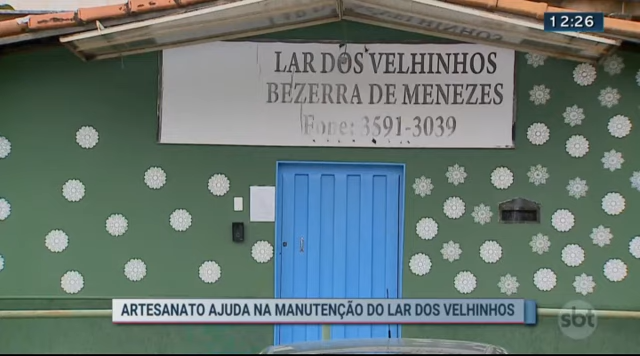 12:26
LAR DOS VELHINHOS
BEZERRA DE MENEZES
Fone: 3591-3039
ARTESANATO AJUDA NA MANUTENÇÃO DO LAR DOS VELHINHOS
sbt